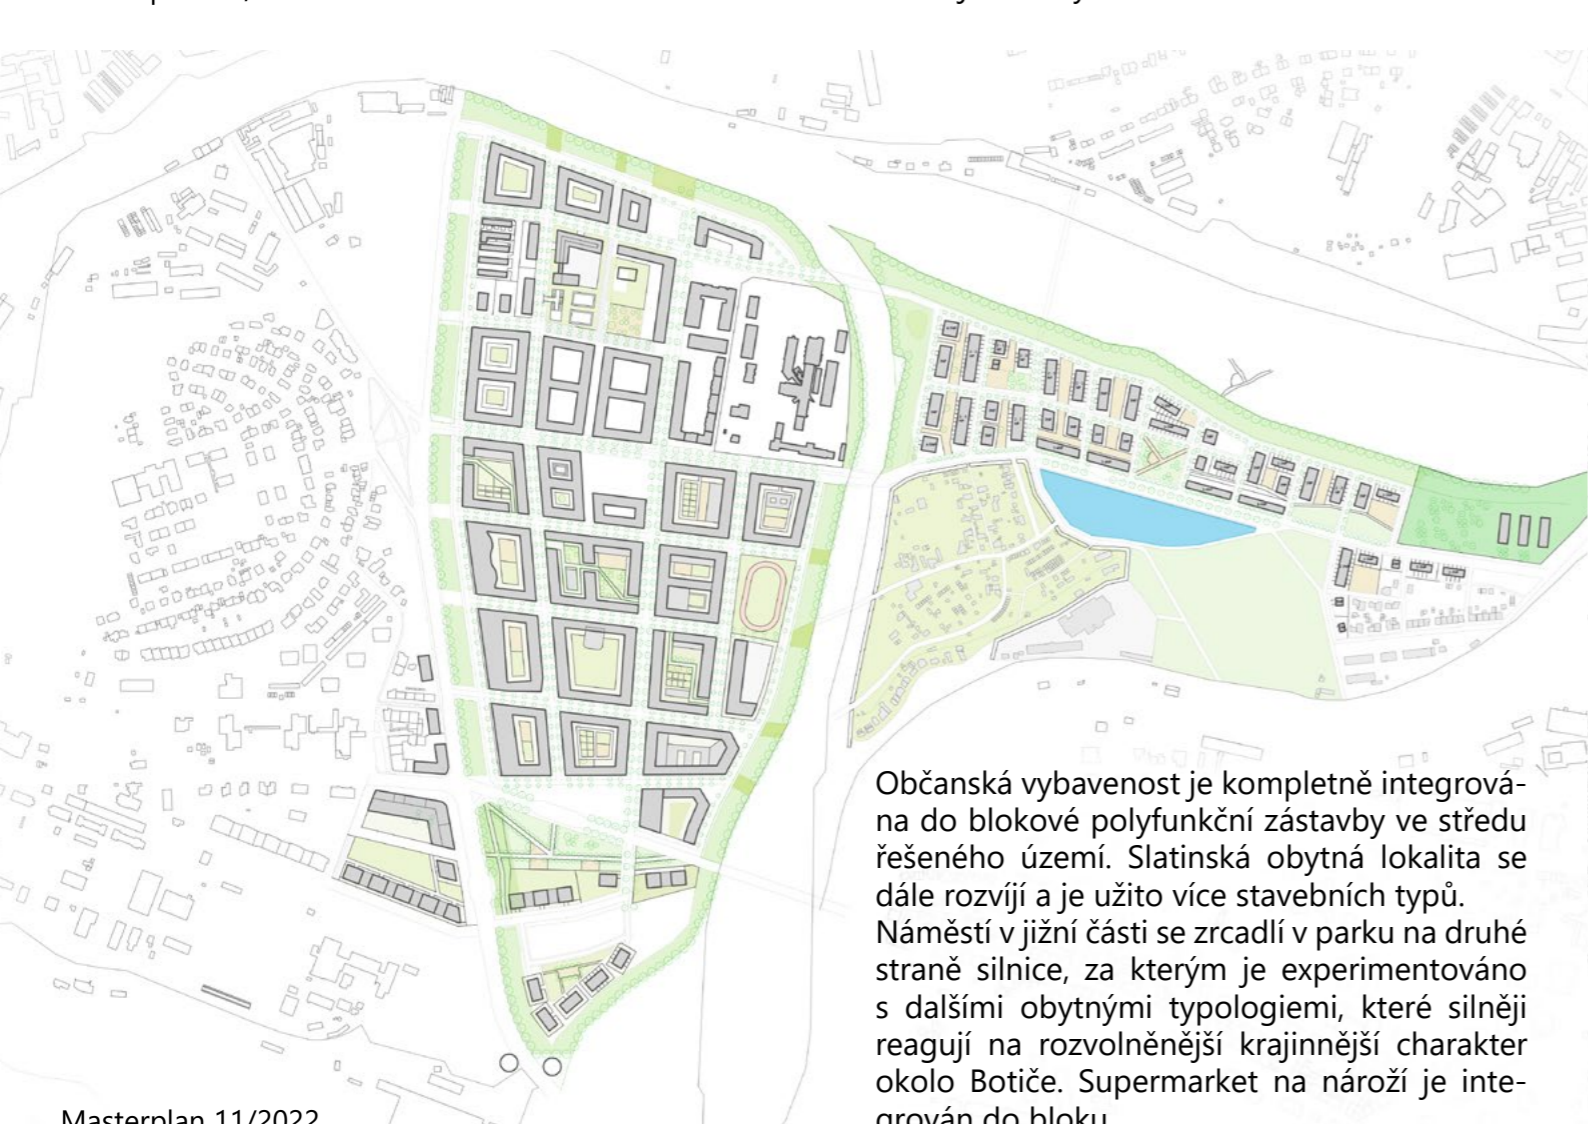 Občanská vybavenost je kompletně integrová-
na do blokové polyfunkční zástavby ve středu
řešeného území. Slatinská obytná lokalita se
dále rozvíjí a je užito více stavebních typů.
Náměstí v jižní části se zrcadlí v parku na druhé
straně silnice, za kterým je experimentováno
s dalšími obytnými typologiemi, které silněji
reagují na rozvolněnější krajinnější charakter
okolo Botiče. Supermarket na nároží je inte-
grován do bloku
Masterplan 11/2022